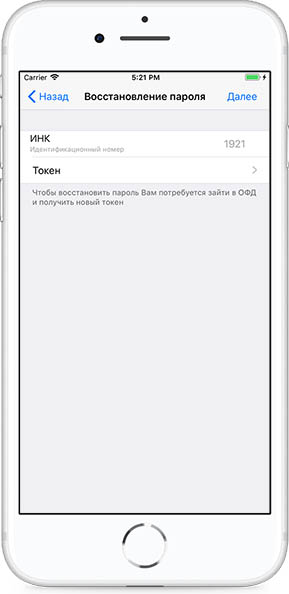 Carrier 5:21 PM
Назад Восстановление пароля Далее
ИНК
Идентификационный номер
1921
Токен
Чтобы восстановить пароль Вам потребуется зайти в ОФД
и получить новый токен